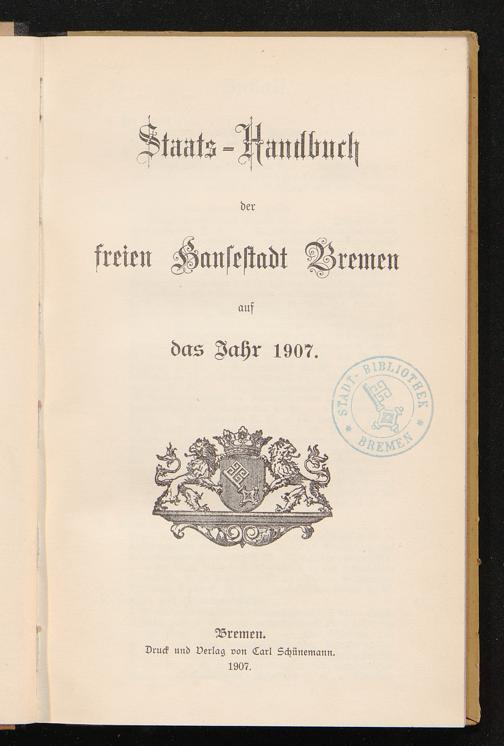 Staats-Handbuch
der
freien Hansestadt Bremen
auf
das Jahr 1907.
STADT-BIBLIOTHEK
* BREMEN *
Bremen.
Druck und Verlag von Carl Schünemann.
1907.